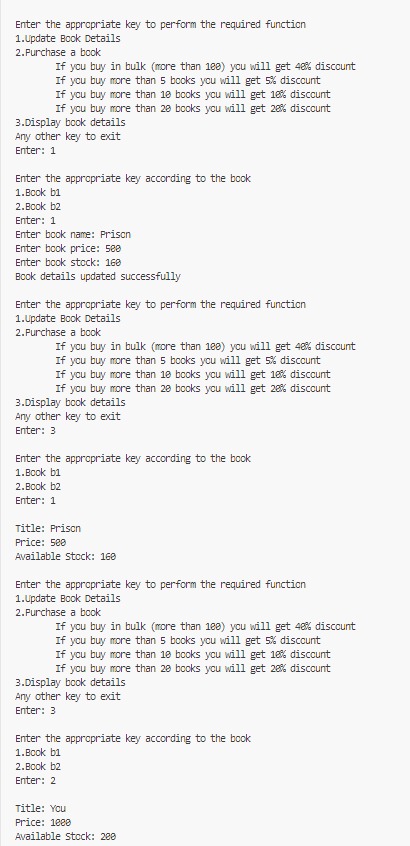 Enter the appropriate key to perform the required function
1.Update Book Details
2.Purchase a book
If you buy in bulk (more than 100) you will get 40% discount
If you buy more than 5 books you will get 5% discount
If you buy more than 10 books you will get 10% discount
If you buy more than 20 books you will get 20% discount
3.Display book details
Any other key to exit
Enter: 1
Enter the appropriate key according to the book
1.Book b1
2.Book b2
Enter: 1
Enter book name: Prison
Enter book price: 500
Enter book stock: 160
Book details updated successfully
Enter the appropriate key to perform the required function
1.Update Book Details
2.Purchase a book
If you buy in bulk (more than 100) you will get 40% discount
If you buy more than 5 books you will get 5% discount
If you buy more than 10 books you will get 10% discount
If you buy more than 20 books you will get 20% discount
3.Display book details
Any other key to exit
Enter: 3
Enter the appropriate key according to the book
1.Book b1
2.Book b2
Enter: 1
Title: Prison
Price: 500
Available Stock: 160
Enter the appropriate key to perform the required function
1.Update Book Details
2.Purchase a book
If you buy in bulk (more than 100) you will get 40% discount
If you buy more than 5 books you will get 5% discount
If you buy more than 10 books you will get 10% discount
If you buy more than 20 books you will get 20% discount
3.Display book details
Any other key to exit
Enter: 3
Enter the appropriate key according to the book
1.Book b1
2.Book b2
Enter: 2
Title: You
Price: 1000
Available Stock: 200